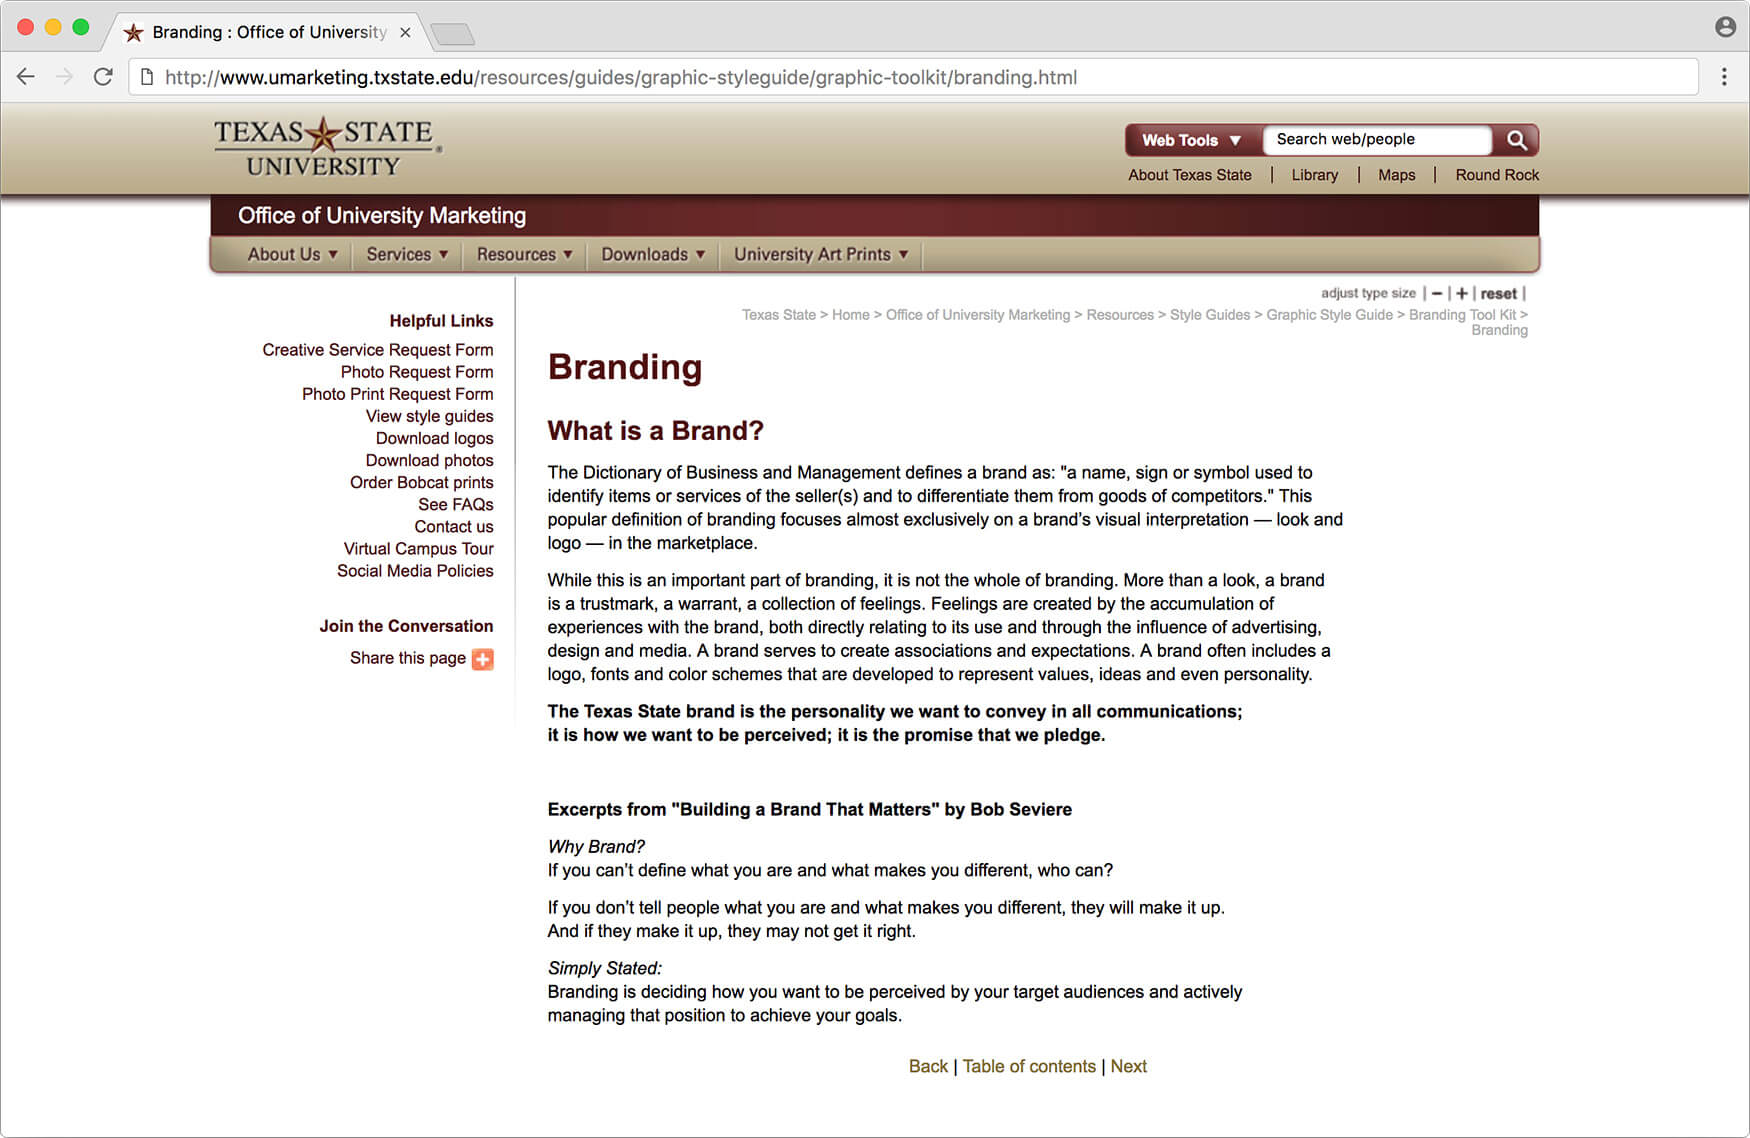 Branding : Office of University
http://www.umarketing.txstate.edu/resources/guides/graphic-styleguide/graphic-toolkit/branding.html
TEXAS STATE
UNIVERSITY
®
Web Tools ▼ Search web/people
About Texas State | Library | Maps | Round Rock
Office of University Marketing
About Us ▼ Services ▼ Resources ▼ Downloads ▼ University Art Prints ▼
adjust type size | − | + | reset |
Texas State > Home > Office of University Marketing > Resources > Style Guides > Graphic Style Guide > Branding Tool Kit >
Branding
Helpful Links
Creative Service Request Form
Photo Request Form
Photo Print Request Form
View style guides
Download logos
Download photos
Order Bobcat prints
See FAQs
Contact us
Virtual Campus Tour
Social Media Policies
Join the Conversation
Share this page
Branding
What is a Brand?
The Dictionary of Business and Management defines a brand as: "a name, sign or symbol used to
identify items or services of the seller(s) and to differentiate them from goods of competitors." This
popular definition of branding focuses almost exclusively on a brand’s visual interpretation — look and
logo — in the marketplace.
While this is an important part of branding, it is not the whole of branding. More than a look, a brand
is a trustmark, a warrant, a collection of feelings. Feelings are created by the accumulation of
experiences with the brand, both directly relating to its use and through the influence of advertising,
design and media. A brand serves to create associations and expectations. A brand often includes a
logo, fonts and color schemes that are developed to represent values, ideas and even personality.
The Texas State brand is the personality we want to convey in all communications;
it is how we want to be perceived; it is the promise that we pledge.
Excerpts from "Building a Brand That Matters" by Bob Seviere
Why Brand?
If you can’t define what you are and what makes you different, who can?
If you don’t tell people what you are and what makes you different, they will make it up.
And if they make it up, they may not get it right.
Simply Stated:
Branding is deciding how you want to be perceived by your target audiences and actively
managing that position to achieve your goals.
Back | Table of contents | Next